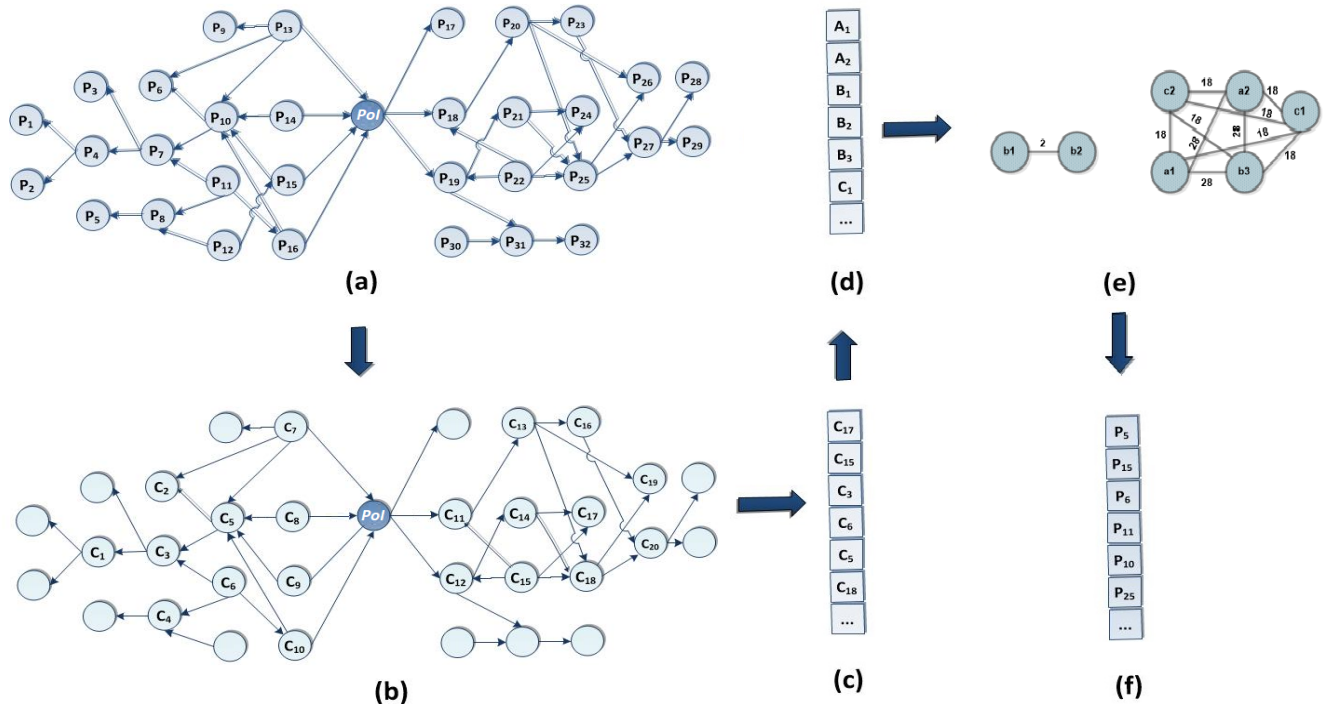 P9 P13 P17 P20 P23
P3 P6 P26 P28
P1 P10 P14 PoI P18 P21 P24
P4 P7 P27 P29
P2 P11 P15 P19 P22 P25
P5 P8
P12 P16 P30 P31 P32
(a)
A1
A2
B1
B2
B3
C1
...
(d)
b1 2 b2
c2 18 a2 18 c1
18 18 28 28 18 18 18
a1 28 b3
(e)
C7 C13 C16
C2 C19
C5 C8 PoI C11 C14 C17
C1 C3 C20
C6 C9 C12 C15 C18
C4
C10
(b)
C17
C15
C3
C6
C5
C18
...
(c)
P5
P15
P6
P11
P10
P25
...
(f)